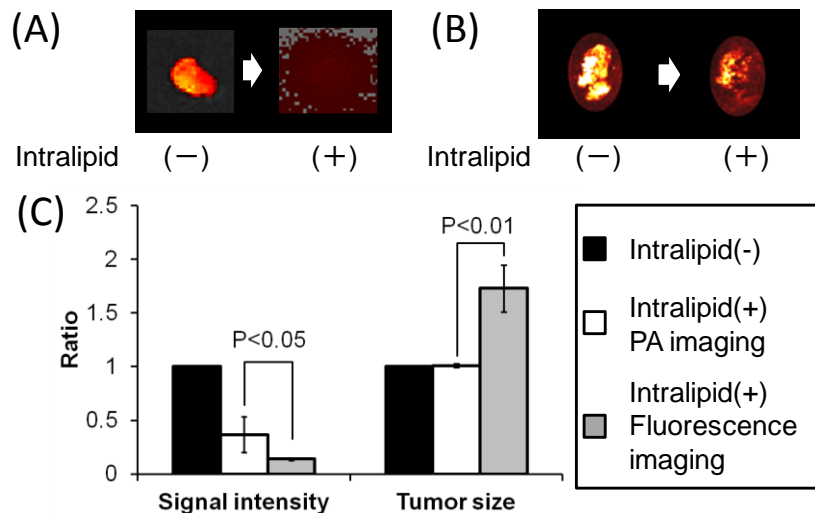 (A)
(B)
Intralipid (－) (＋)
Intralipid (－) (＋)
(C)
2.5
2
1.5
1
0.5
0
Ratio
P<0.05
P<0.01
Signal intensity
Tumor size
Intralipid(-)
Intralipid(+)
PA imaging
Intralipid(+)
Fluorescence
imaging